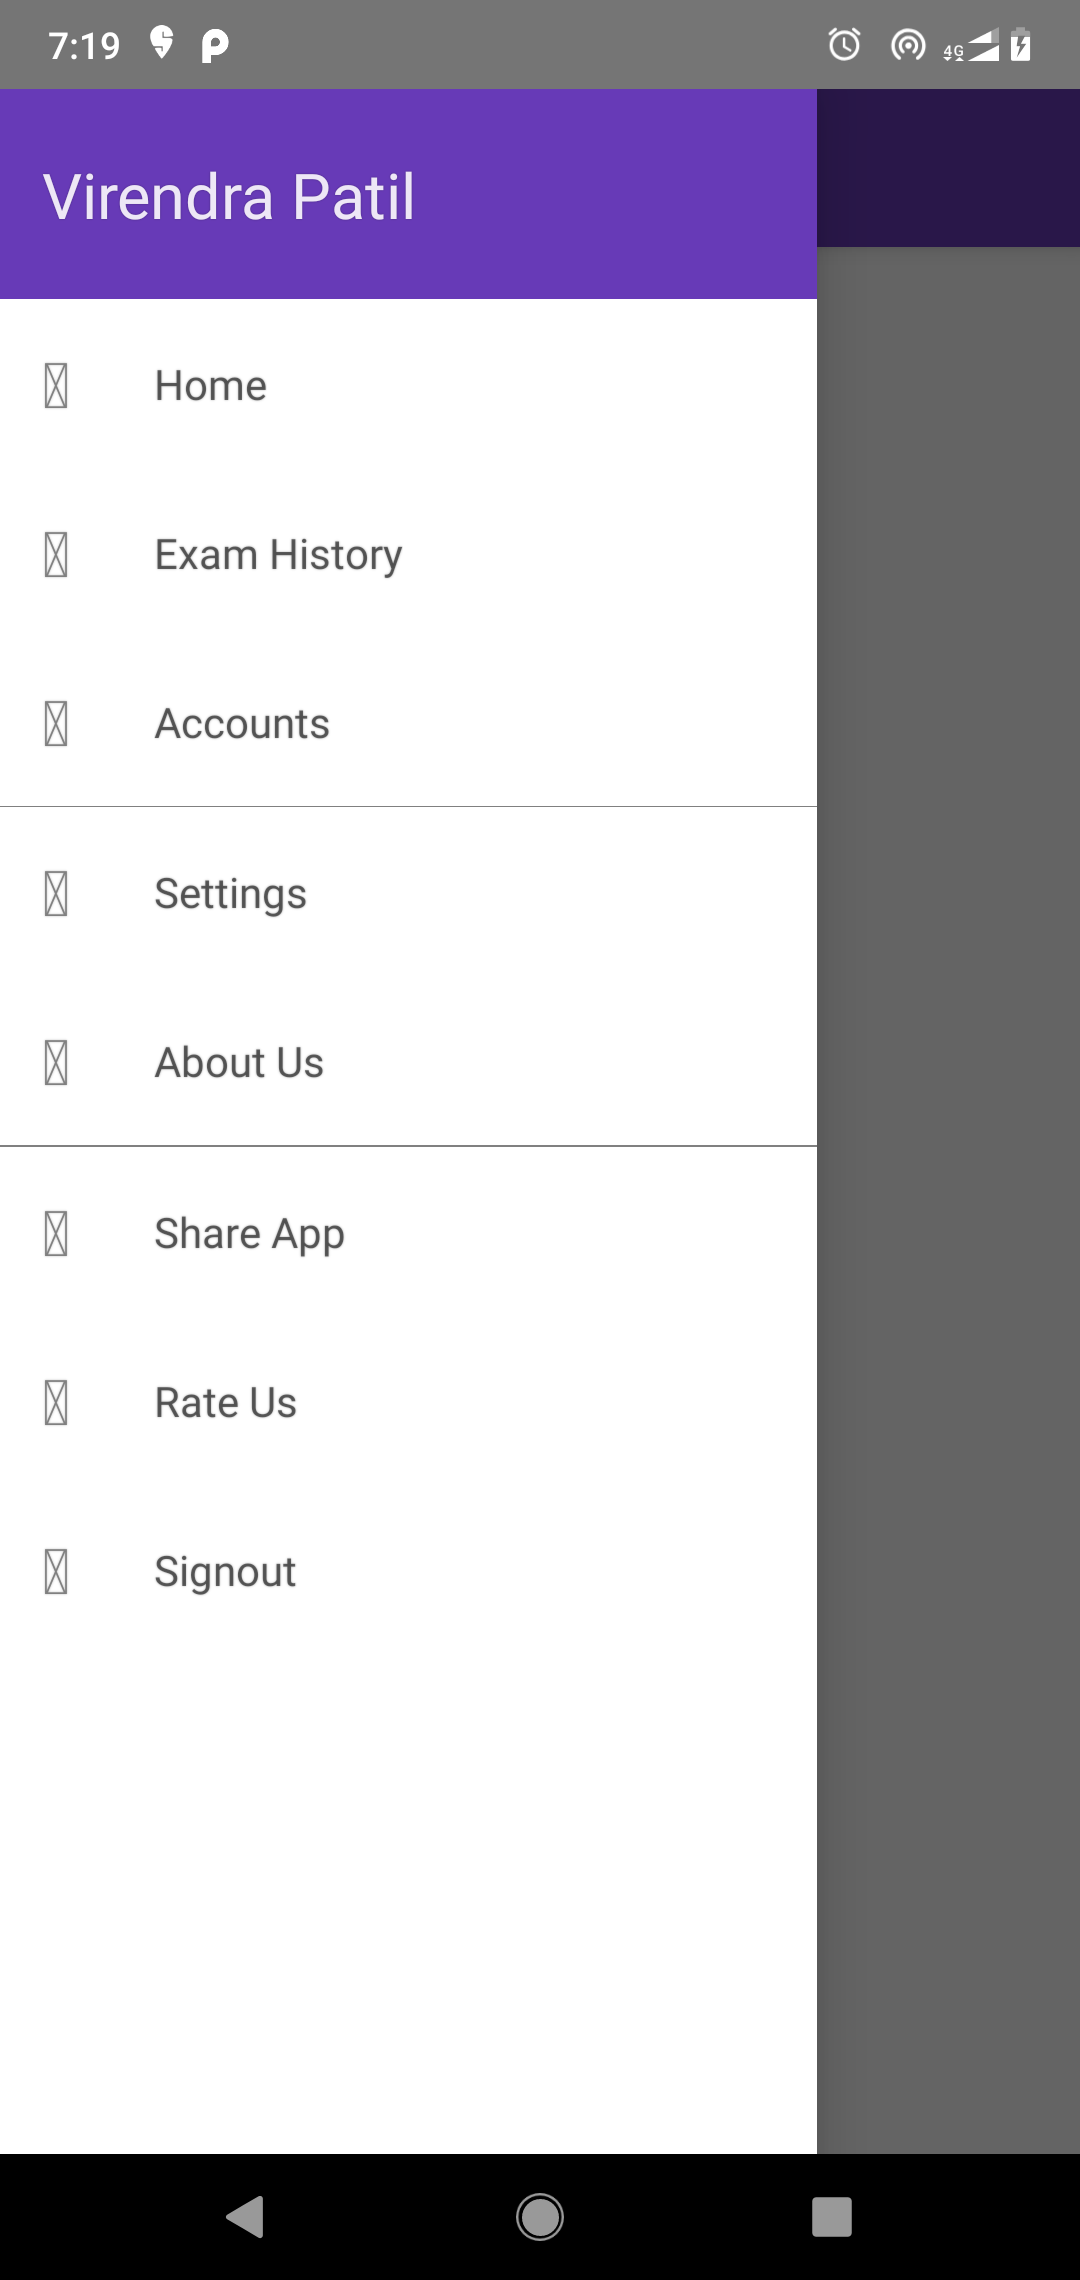 7:19
4G
Virendra Patil
Home
Exam History
Accounts
Settings
About Us
Share App
Rate Us
Signout